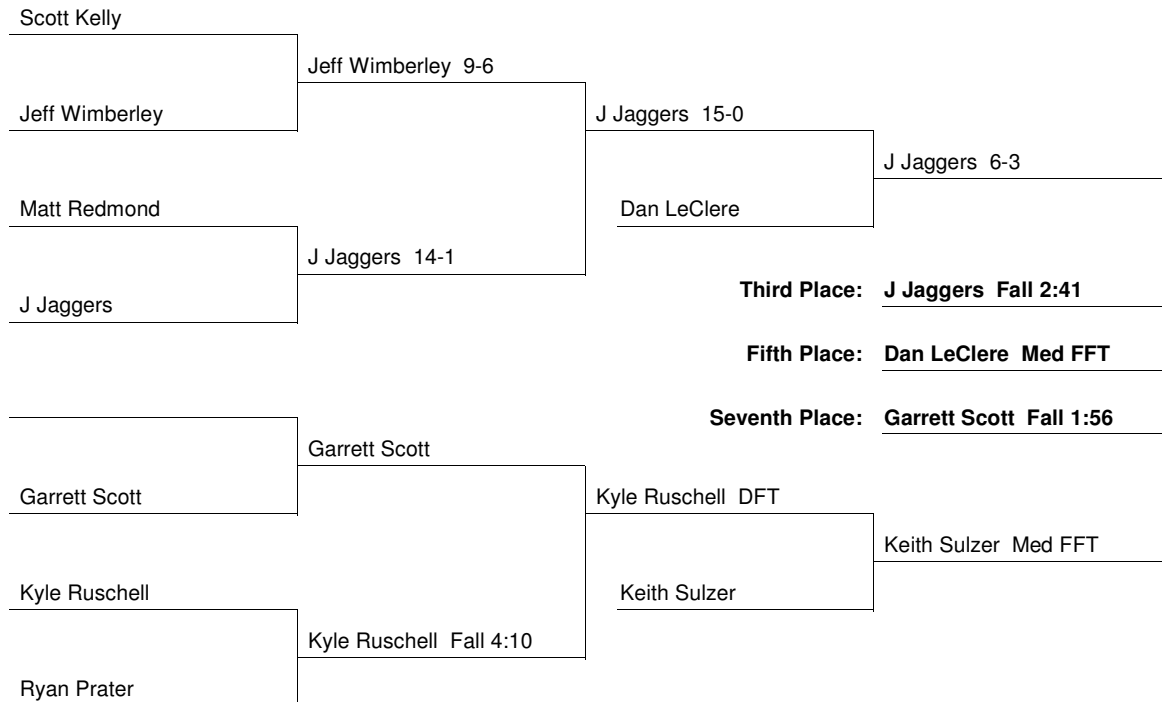 Scott Kelly
Jeff Wimberley 9-6
Jeff Wimberley
J Jaggers 15-0
J Jaggers 6-3
Matt Redmond
Dan LeClere
J Jaggers 14-1
Third Place: J Jaggers Fall 2:41
J Jaggers
Fifth Place: Dan LeClere Med FFT
Seventh Place: Garrett Scott Fall 1:56
Garrett Scott
Garrett Scott
Kyle Ruschell DFT
Keith Sulzer Med FFT
Kyle Ruschell
Keith Sulzer
Kyle Ruschell Fall 4:10
Ryan Prater